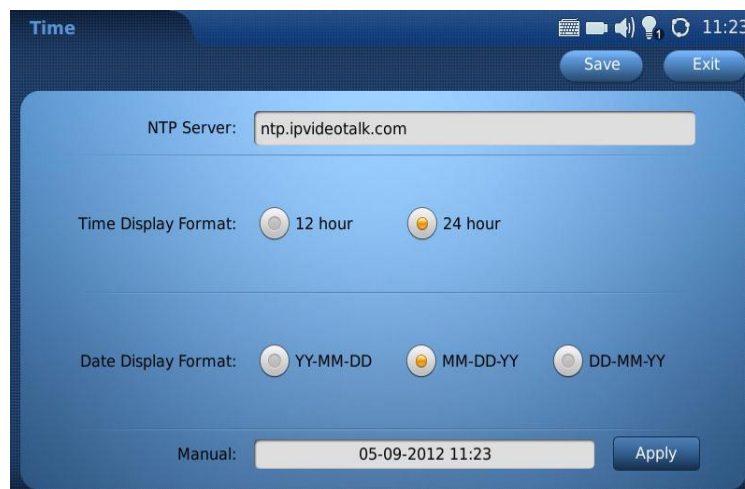 Time 1 11:23
Save Exit
NTP Server: ntp.ipvideotalk.com
Time Display Format: 12 hour 24 hour
Date Display Format: YY-MM-DD MM-DD-YY DD-MM-YY
Manual: 05-09-2012 11:23 Apply